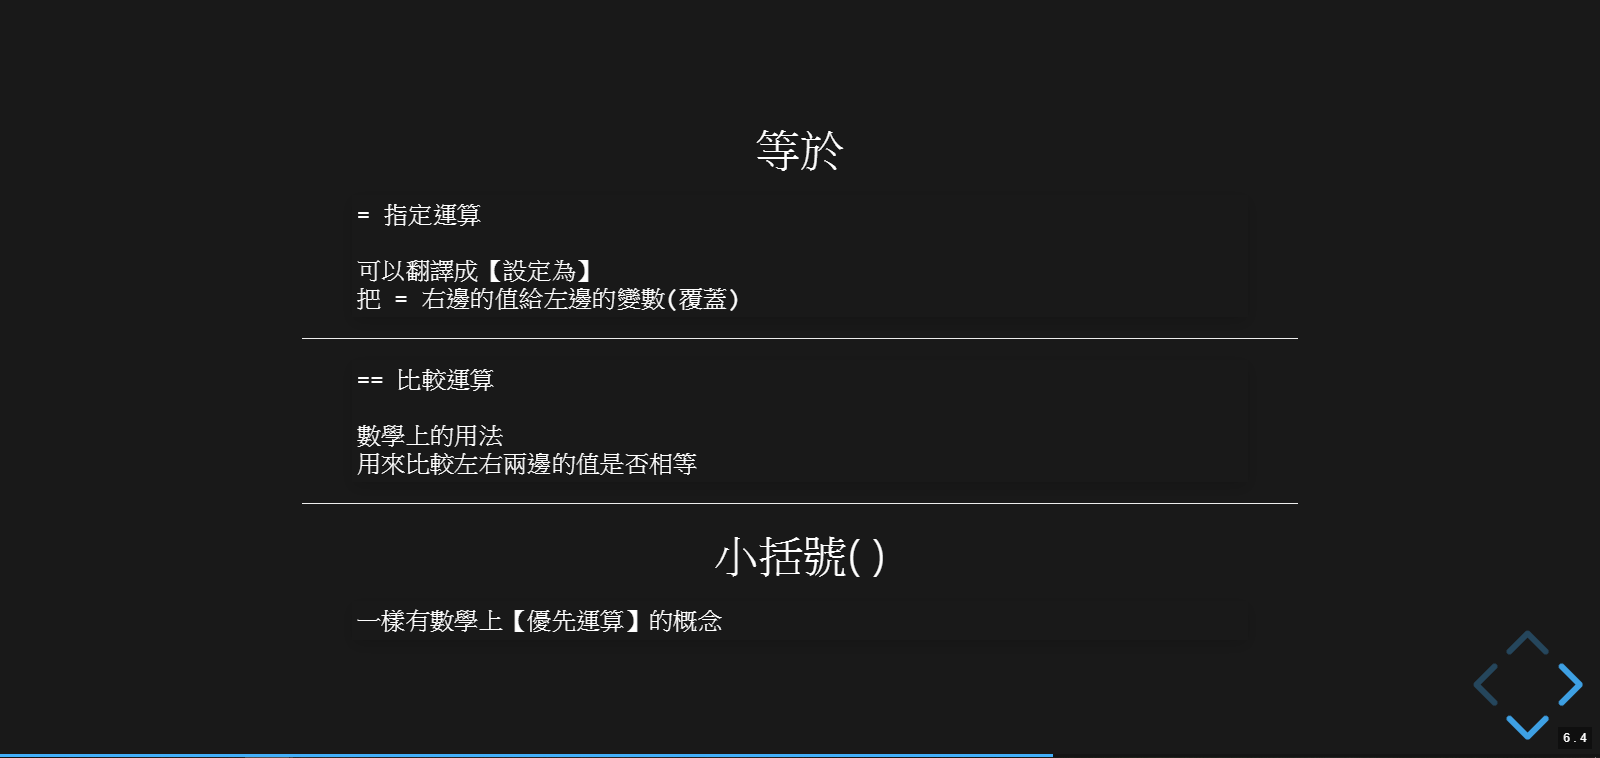 等於
= 指定運算
可以翻譯成【設定為】
把 = 右邊的值給左邊的變數(覆蓋)
== 比較運算
數學上的用法
用來比較左右兩邊的值是否相等
小括號( )
一樣有數學上【優先運算】的概念
6.4